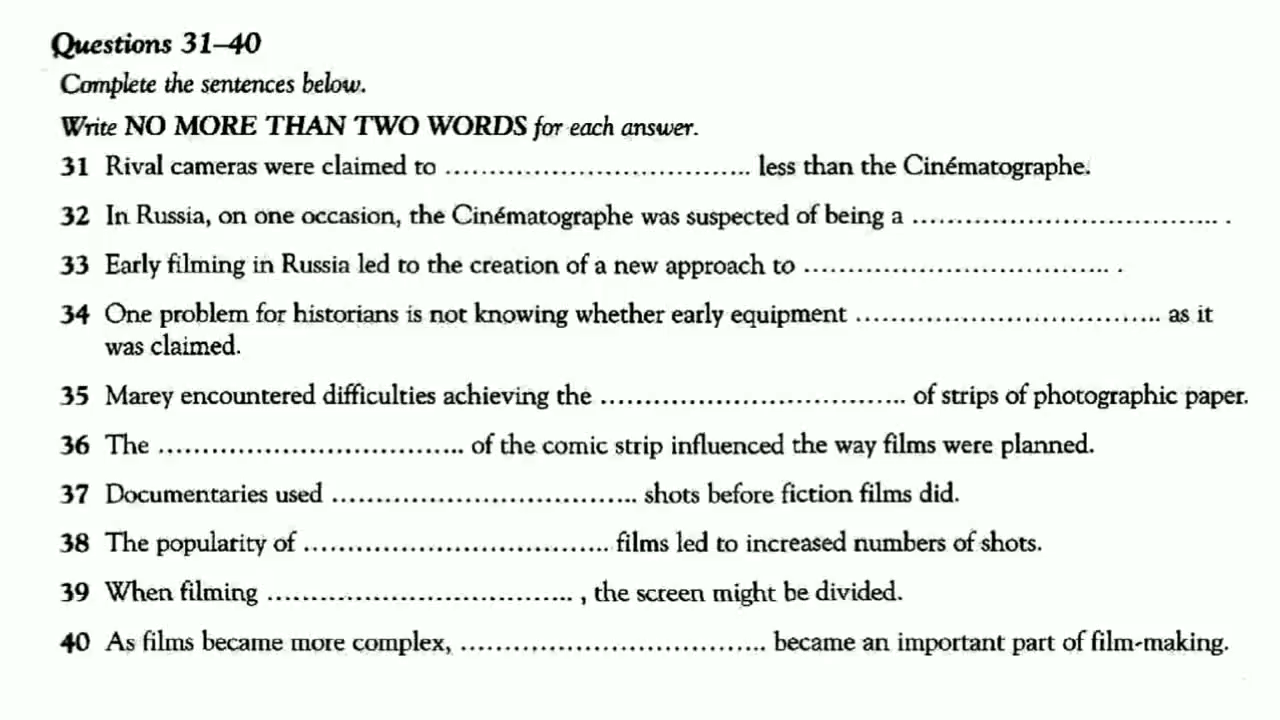 Questions 31–40
Complete the sentences below.
Write NO MORE THAN TWO WORDS for each answer.
31 Rival cameras were claimed to .................................. less than the Cinématographe.
32 In Russia, on one occasion, the Cinématographe was suspected of being a .................................. .
33 Early filming in Russia led to the creation of a new approach to .................................. .
34 One problem for historians is not knowing whether early equipment .................................. as it
was claimed.
35 Marey encountered difficulties achieving the .................................. of strips of photographic paper.
36 The .................................. of the comic strip influenced the way films were planned.
37 Documentaries used .................................. shots before fiction films did.
38 The popularity of .................................. films led to increased numbers of shots.
39 When filming .................................. , the screen might be divided.
40 As films became more complex, .................................. became an important part of film-making.